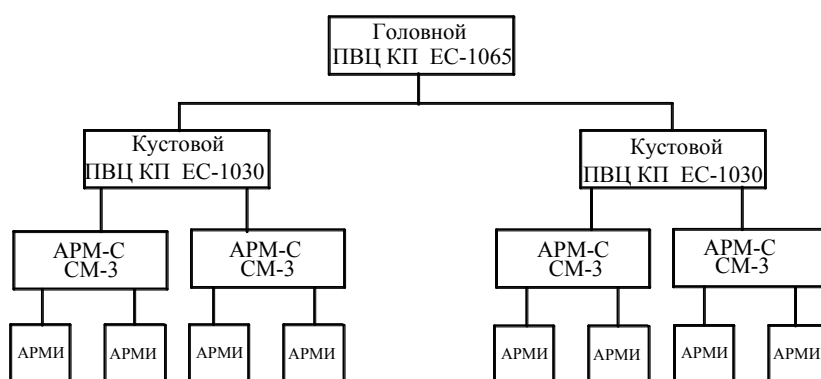 Головной
ПВЦ КП ЕС-1065
Кустовой
ПВЦ КП ЕС-1030
Кустовой
ПВЦ КП ЕС-1030
АРМ-С
СМ-3
АРМ-С
СМ-3
АРМ-С
СМ-3
АРМ-С
СМ-3
АРМИ
АРМИ
АРМИ
АРМИ
АРМИ
АРМИ
АРМИ
АРМИ